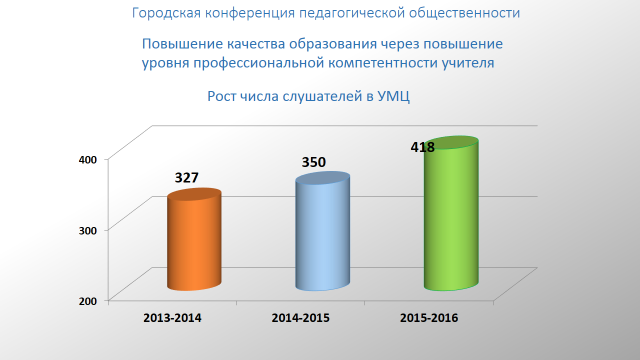 Городская конференция педагогической общественности
Повышение качества образования через повышение
уровня профессиональной компетентности учителя
Рост числа слушателей в УМЦ
400
300
200
327
350
418
2013-2014
2014-2015
2015-2016